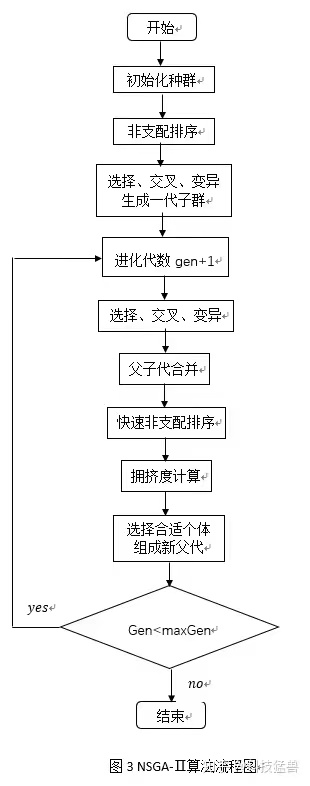 开始
初始化种群
非支配排序
选择、交叉、变异
生成一代子群
进化代数 gen+1
选择、交叉、变异
父子代合并
快速非支配排序
拥挤度计算
选择合适个体
组成新父代
yes
Gen<maxGen
no
结束
图 3 NSGA-Ⅱ算法流程图